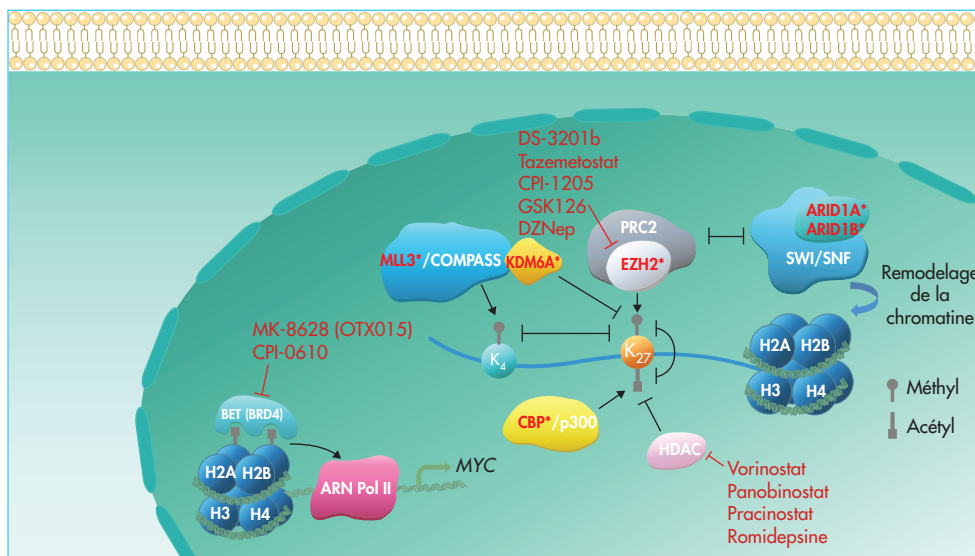 DS-3201b
Tazemetostat
CPI-1205
GSK126
DZNep
PRC2
EZH2*
ARID1A*
ARID1B*
SWI/SNF
MLL3*/COMPASS
KDM6A*
Remodelage
de la
chromatine
MK-8628 (OTX015)
CPI-0610
K4
K27
H2A
H2B
H3
H4
Méthyl
Acétyl
BET (BRD4)
CBP*/p300
HDAC
H2A
H2B
H3
H4
ARN Pol II
MYC
Vorinostat
Panobinostat
Pracinostat
Romidepsine